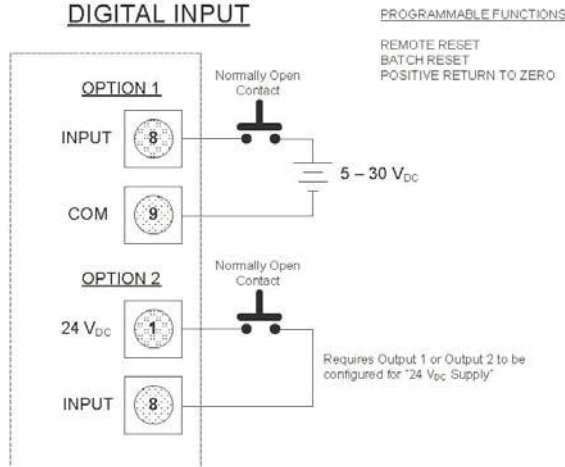 DIGITAL INPUT
PROGRAMMABLE FUNCTIONS
REMOTE RESET
BATCH RESET
POSITIVE RETURN TO ZERO
OPTION 1
Normally Open
Contact
INPUT
8
5 – 30 VDC
COM
9
OPTION 2
Normally Open
Contact
24 VDC
1
Requires Output 1 or Output 2 to be
configured for "24 VDC Supply"
INPUT
8